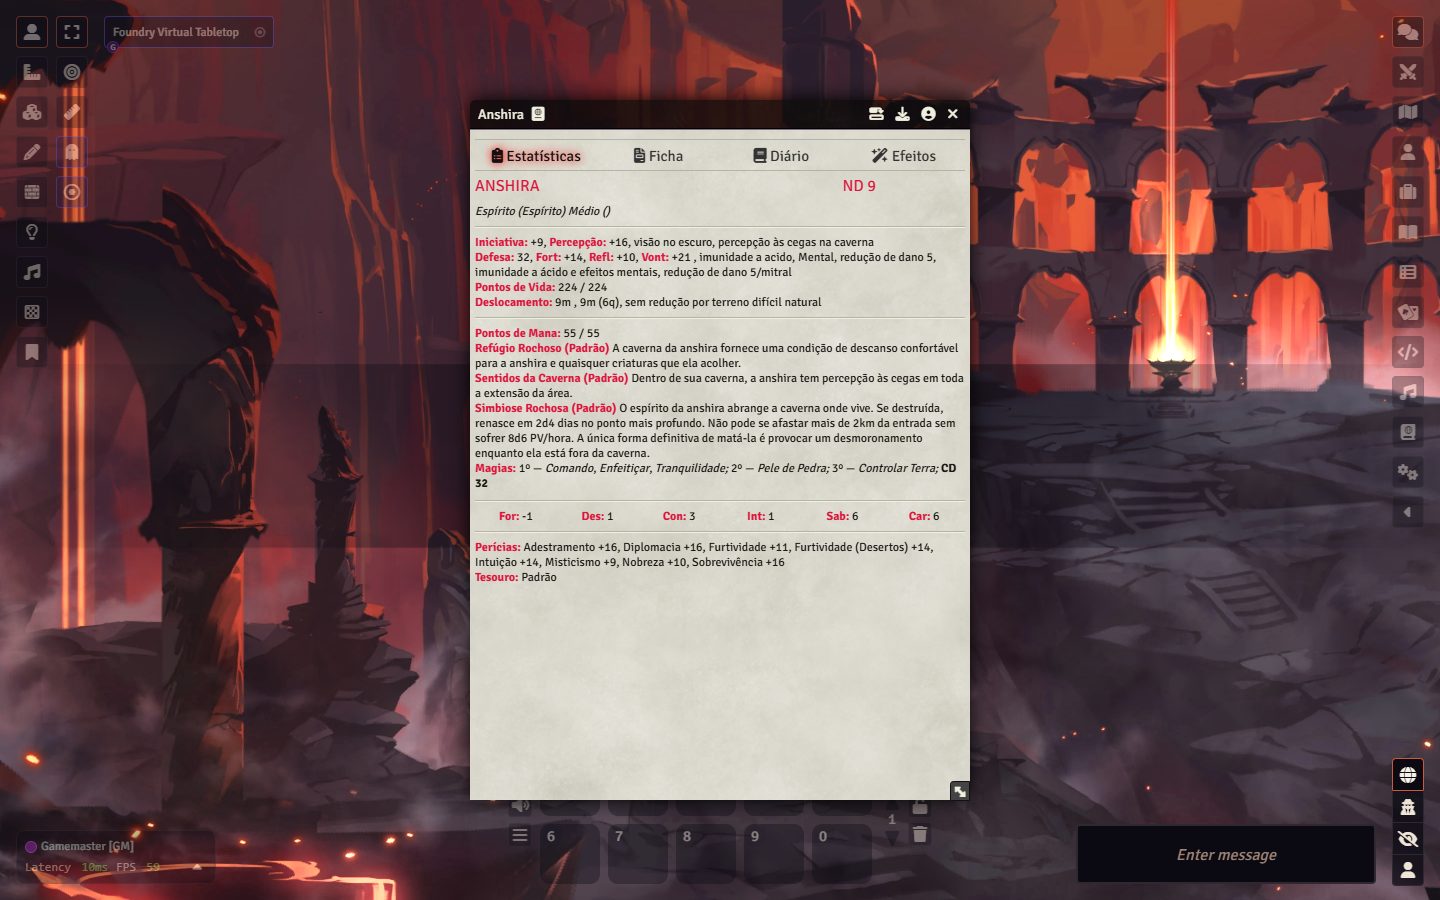 Foundry Virtual Tabletop
G
Anshira
Estatísticas
Ficha
Diário
Efeitos
ANSHIRA
ND 9
Espírito (Espírito) Médio ()
Iniciativa: +9, Percepção: +16, visão no escuro, percepção às cegas na caverna
Defesa: 32, Fort: +14, Refl: +10, Vont: +21 , imunidade a acido, Mental, redução de dano 5,
imunidade a ácido e efeitos mentais, redução de dano 5/mitral
Pontos de Vida: 224 / 224
Deslocamento: 9m , 9m (6q), sem redução por terreno difícil natural
Pontos de Mana: 55 / 55
Refúgio Rochoso (Padrão) A caverna da anshira fornece uma condição de descanso confortável
para a anshira e quaisquer criaturas que ela acolher.
Sentidos da Caverna (Padrão) Dentro de sua caverna, a anshira tem percepção às cegas em toda
a extensão da área.
Simbiose Rochosa (Padrão) O espírito da anshira abrange a caverna onde vive. Se destruída,
renasce em 2d4 dias no ponto mais profundo. Não pode se afastar mais de 2km da entrada sem
sofrer 8d6 PV/hora. A única forma definitiva de matá-la é provocar um desmoronamento
enquanto ela está fora da caverna.
Magias: 1º — Comando, Enfeitiçar, Tranquilidade; 2º — Pele de Pedra; 3º — Controlar Terra; CD
32
For: -1
Des: 1
Con: 3
Int: 1
Sab: 6
Car: 6
Perícias: Adestramento +16, Diplomacia +16, Furtividade +11, Furtividade (Desertos) +14,
Intuição +14, Misticismo +9, Nobreza +10, Sobrevivência +16
Tesouro: Padrão
1
6
7
8
9
0
Gamemaster [GM]
Latency 10ms FPS 59
Enter message